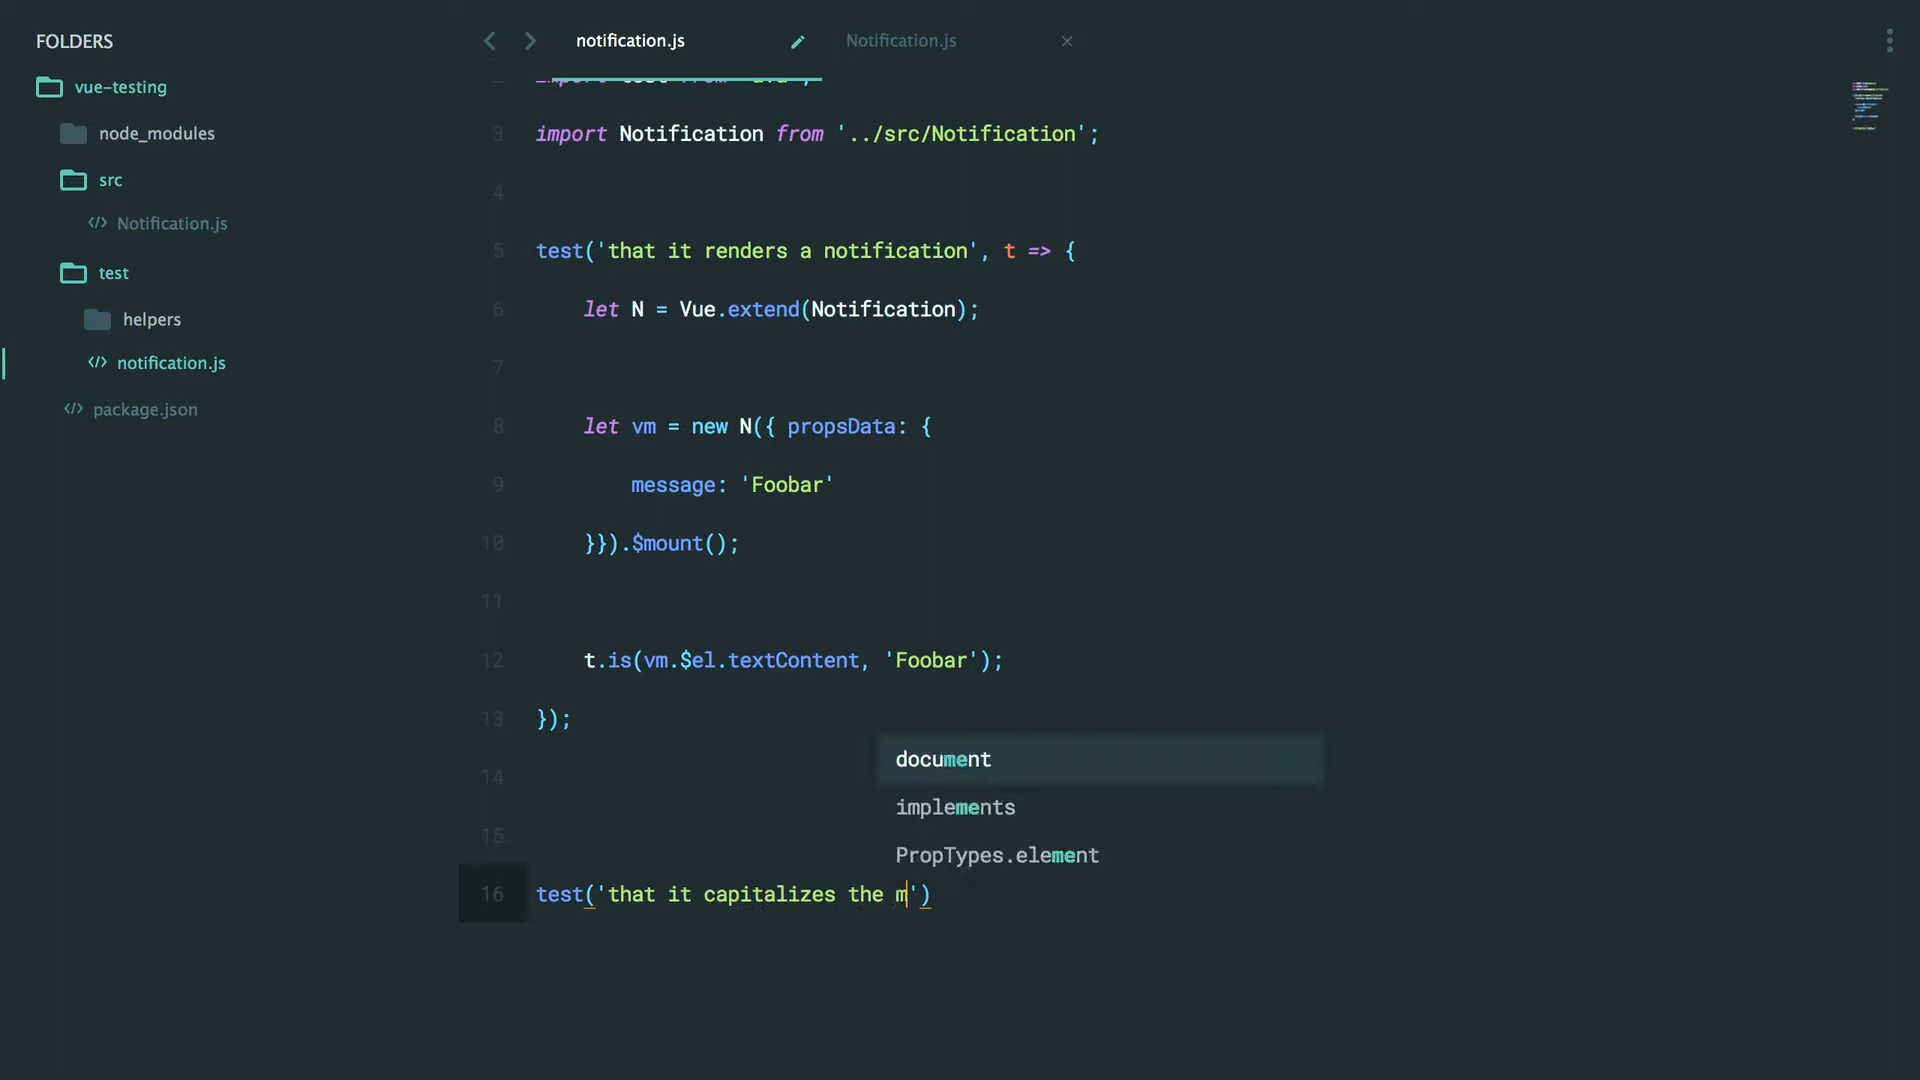 FOLDERS
vue-testing
node_modules
src
</> Notification.js
test
helpers
</> notification.js
</> package.json
notification.js
Notification.js
3 import Notification from '../src/Notification';
4
5 test('that it renders a notification', t => {
6 let N = Vue.extend(Notification);
7
8 let vm = new N({ propsData: {
9 message: 'Foobar'
10 }}).$mount();
11
12 t.is(vm.$el.textContent, 'Foobar');
13 });
14
15
16 test('that it capitalizes the m')
document
implements
PropTypes.element